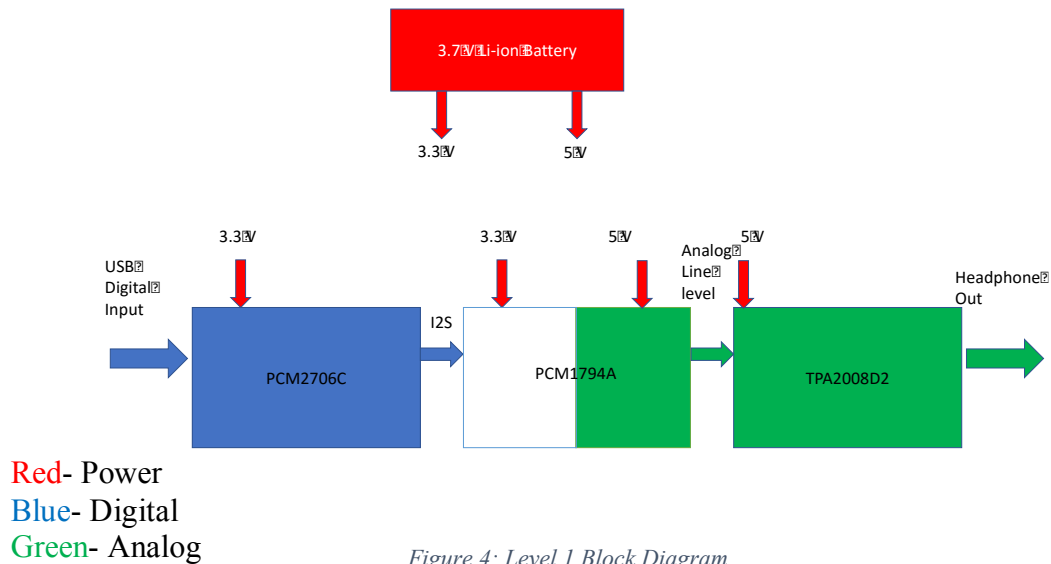 3.7 V Li-ion Battery
3.3 V
5 V
3.3 V
3.3 V
5 V
5 V
USB
Digital
Input
I2S
Analog
Line
level
Headphone
Out
PCM2706C
PCM1794A
TPA2008D2
Red- Power
Blue- Digital
Green- Analog
Figure 4: Level 1 Block Diagram